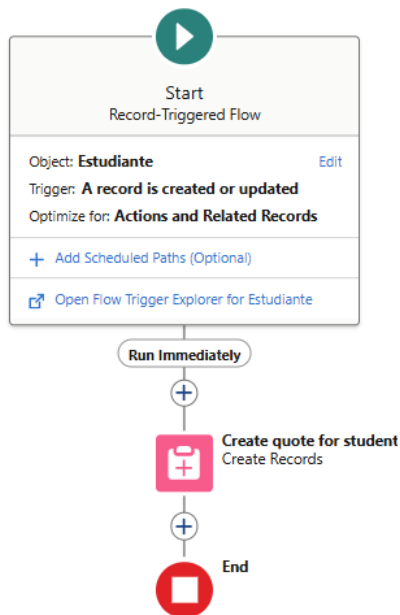 Start
Record-Triggered Flow
Object: Estudiante Edit
Trigger: A record is created or updated
Optimize for: Actions and Related Records
Add Scheduled Paths (Optional)
Open Flow Trigger Explorer for Estudiante
Run Immediately
Create quote for student
Create Records
End